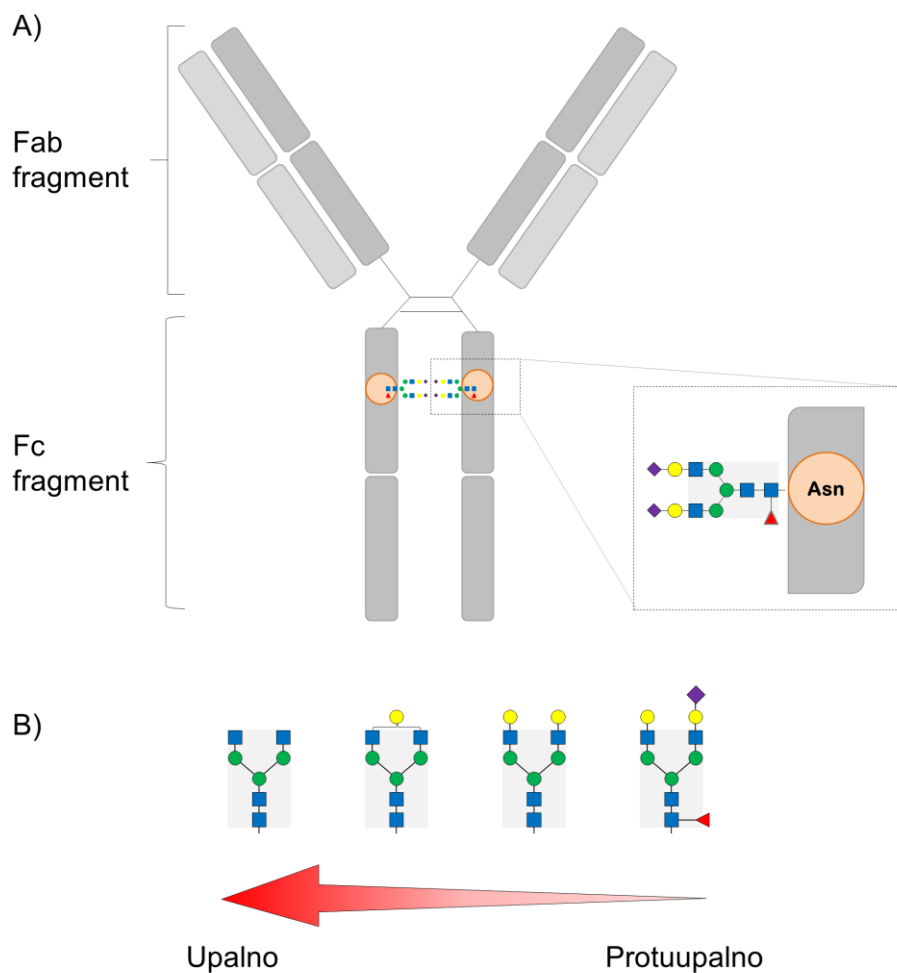 A)
Fab
fragment
Fc
fragment
Asn
B)
Upalno
Protuupalno